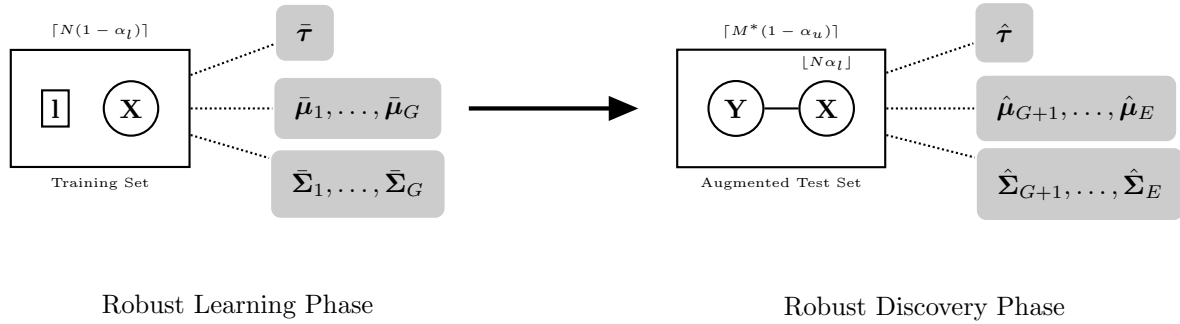 ⌈N(1 − α_l)⌉
l X
Training Set
τ̄
μ̄_1, . . . , μ̄_G
Σ̄_1, . . . , Σ̄_G
Robust Learning Phase
⌈M*(1 − α_u)⌉
⌊Nα_l⌋
Y X
Augmented Test Set
τ̂
μ̂_{G+1}, . . . , μ̂_E
Σ̂_{G+1}, . . . , Σ̂_E
Robust Discovery Phase